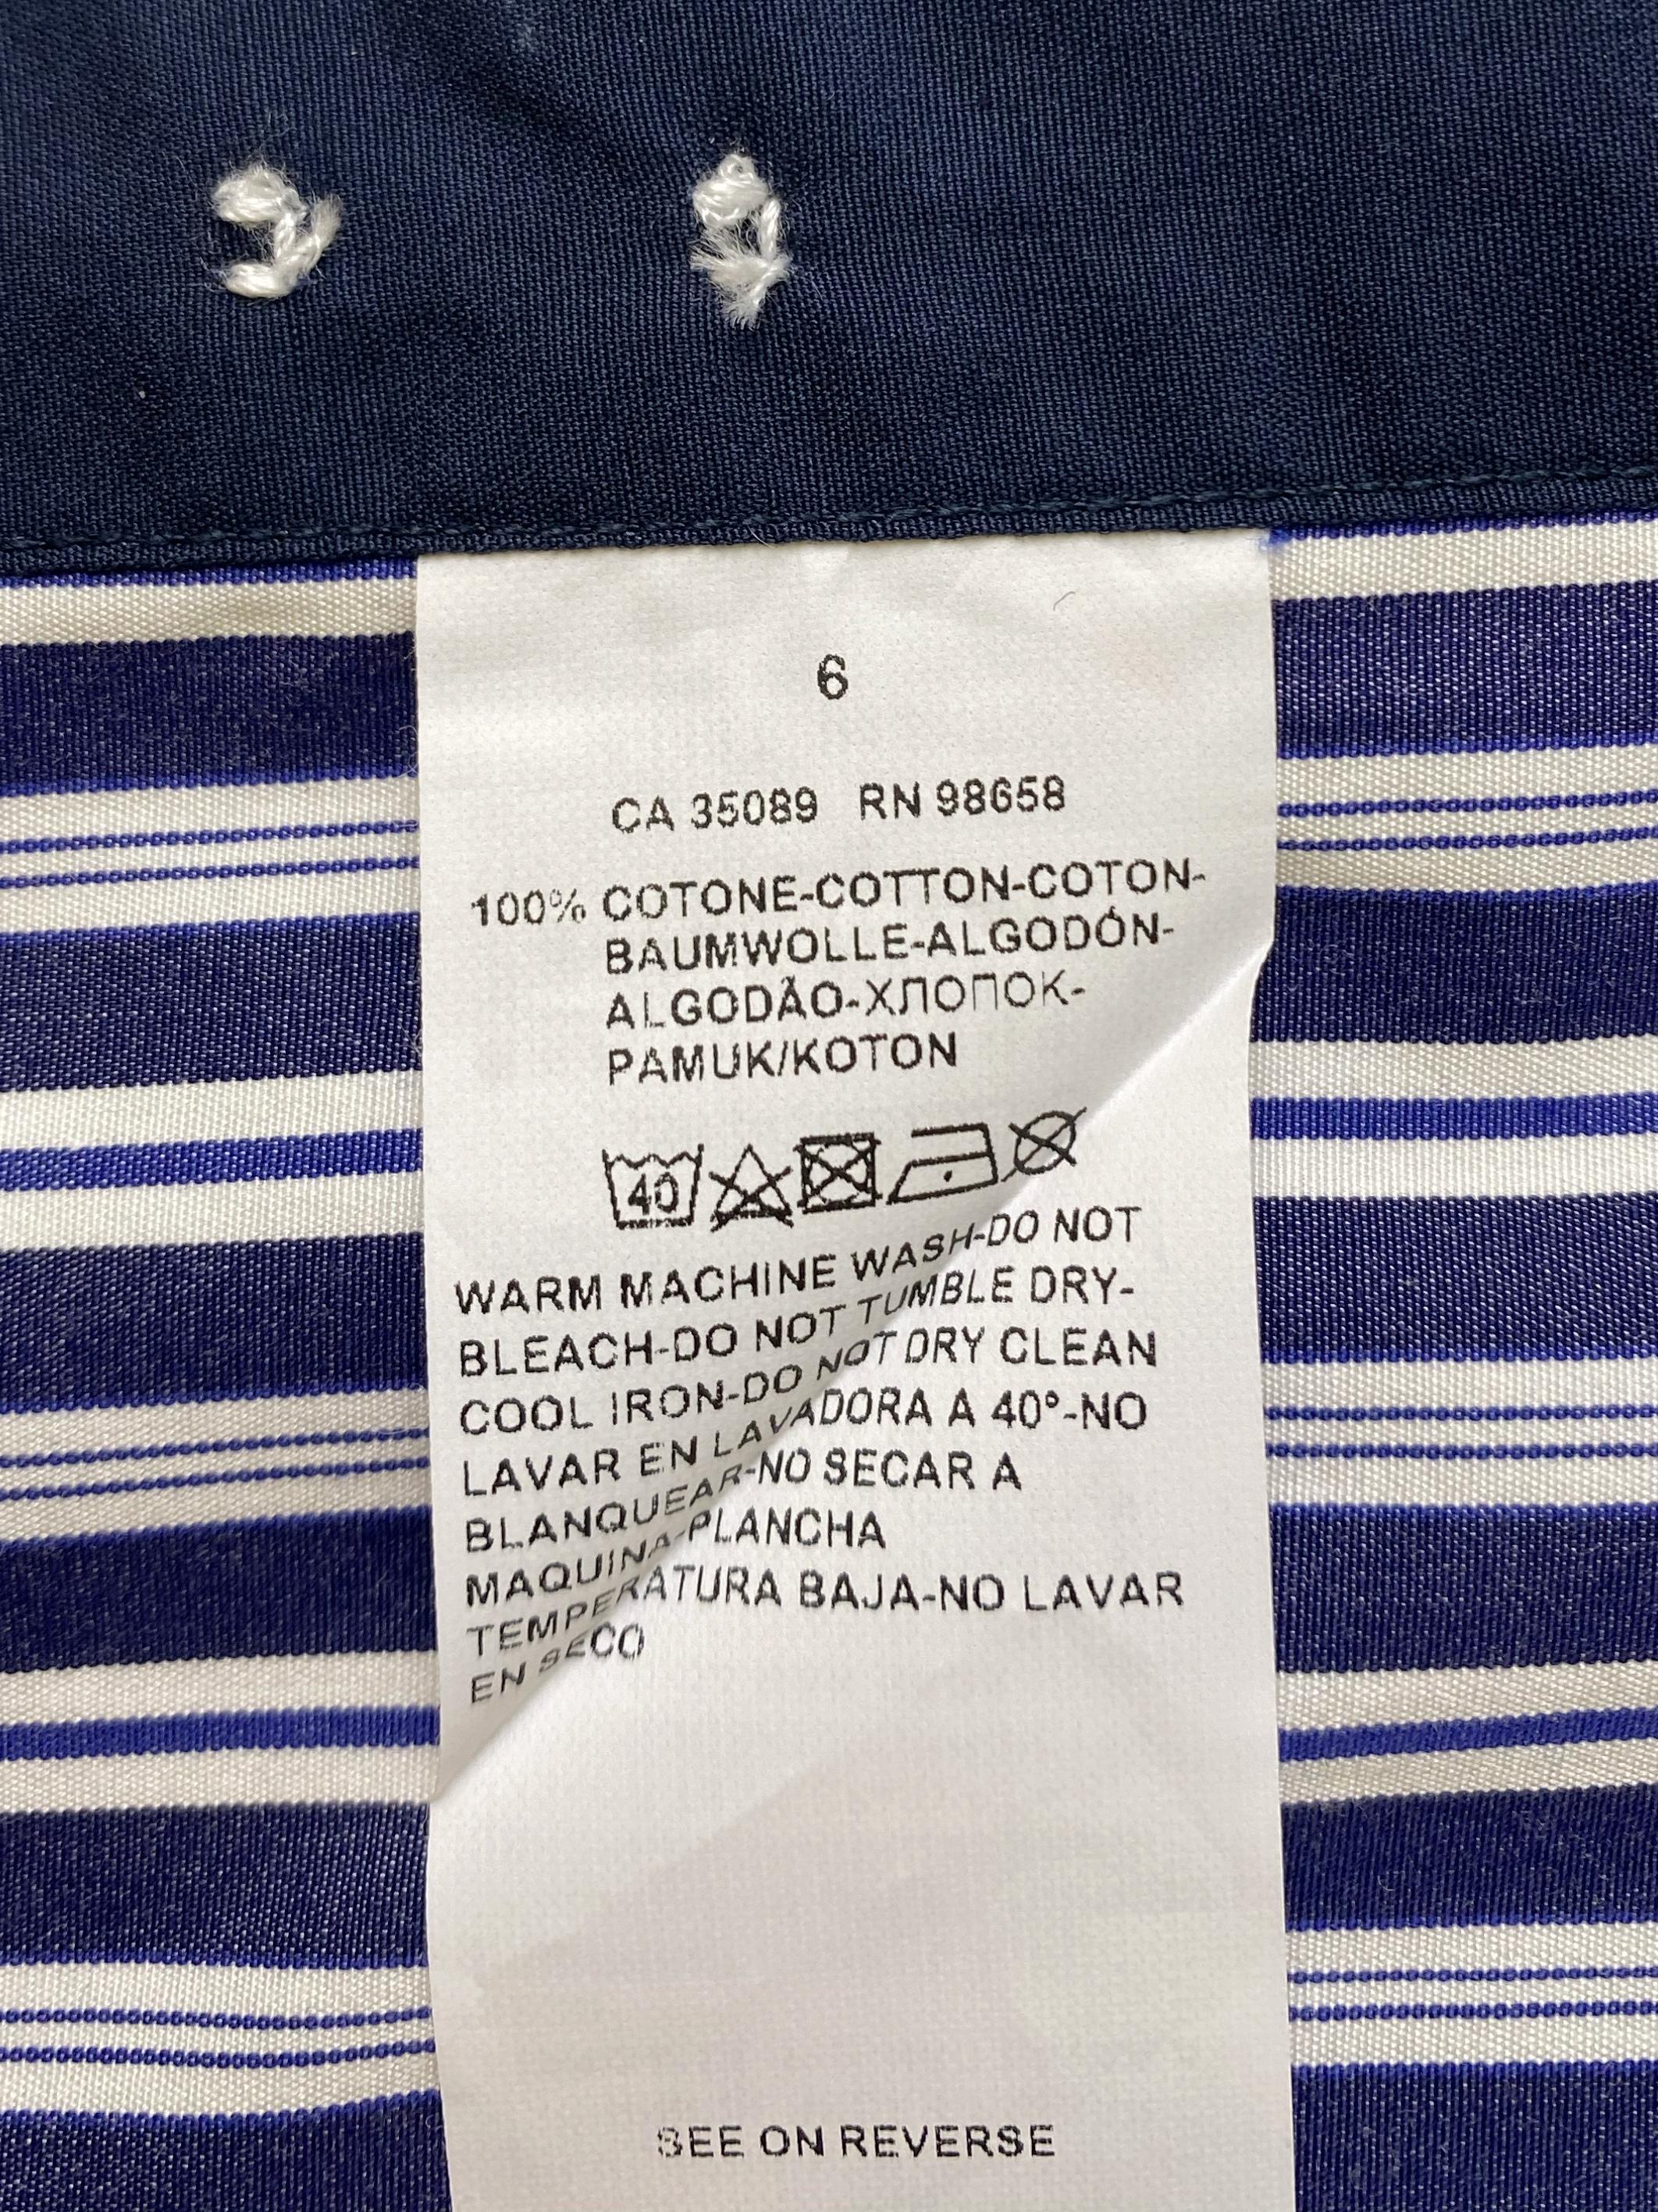 6
CA 35089 RN 98658
100% COTONE-COTTON-COTON-
BAUMWOLLE-ALGODÓN-
ALGODÃO-ХЛОПОК-
PAMUK/KOTON
40
WARM MACHINE WASH-DO NOT
BLEACH-DO NOT TUMBLE DRY-
COOL IRON-DO NOT DRY CLEAN
LAVAR EN LAVADORA A 40°-NO
BLANQUEAR-NO SECAR A
MAQUINA-PLANCHA
TEMPERATURA BAJA-NO LAVAR
EN SECO
SEE ON REVERSE